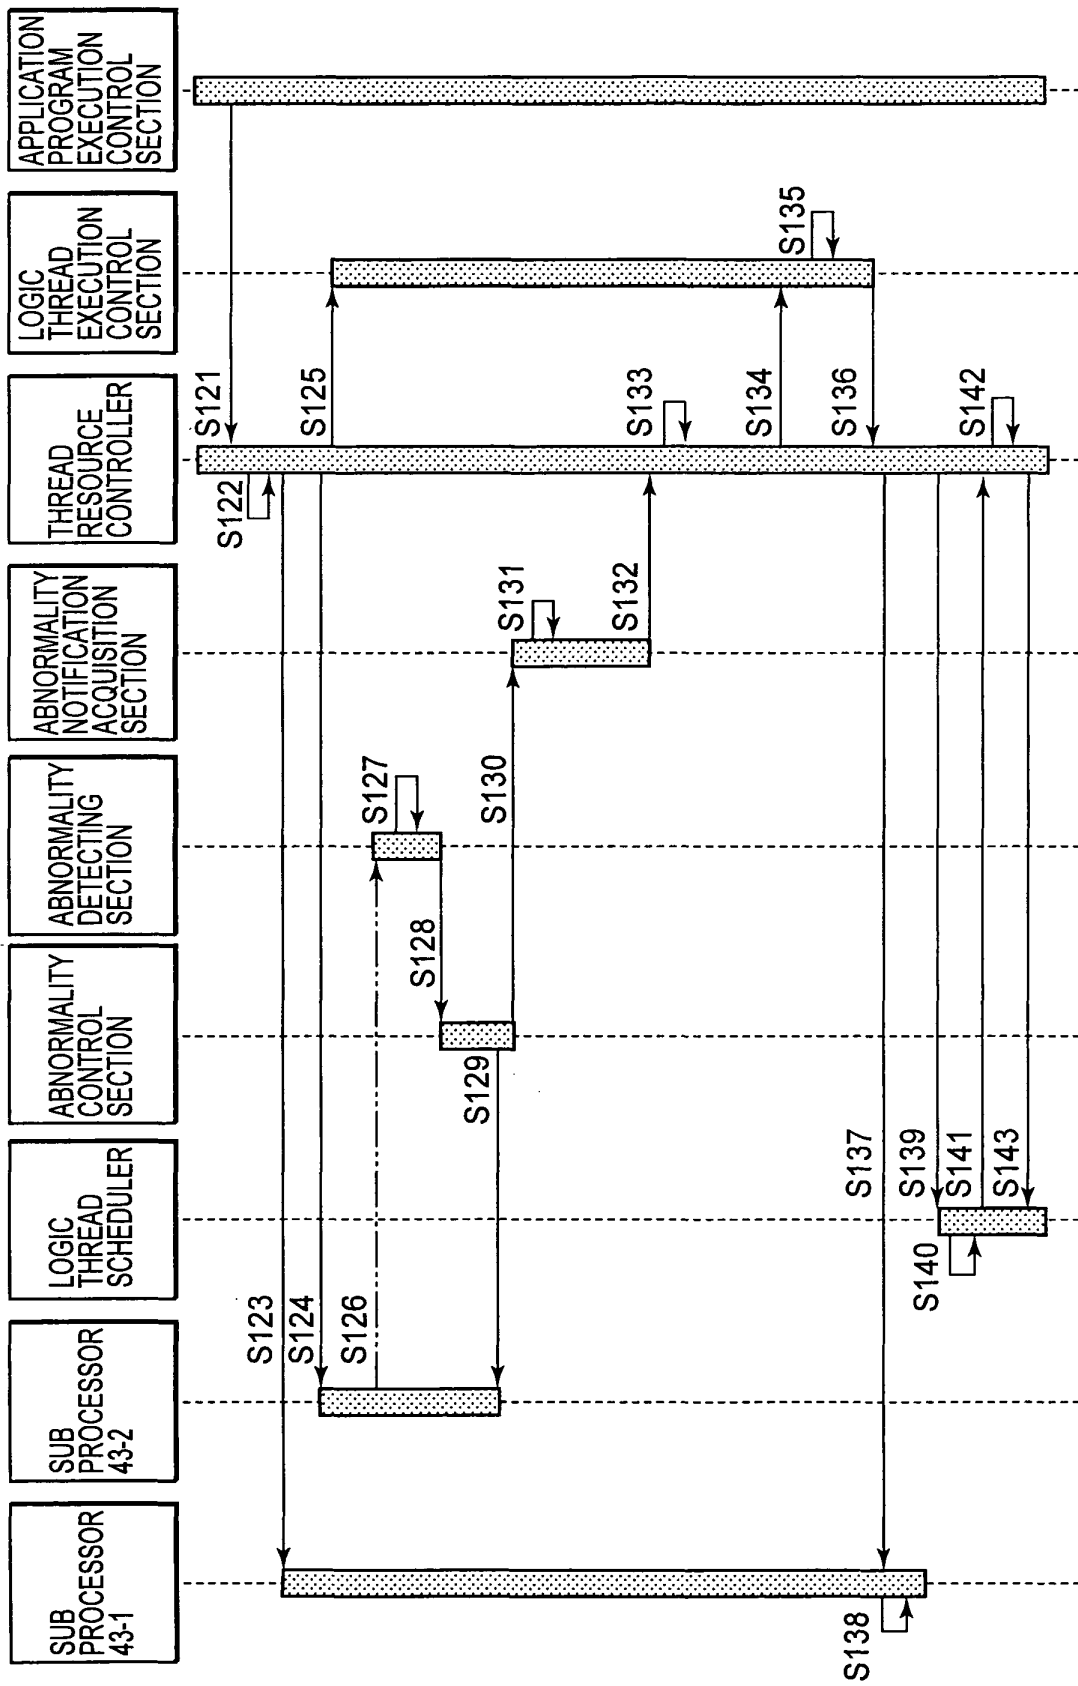 SUB
PROCESSOR
43-1
SUB
PROCESSOR
43-2
LOGIC
THREAD
SCHEDULER
ABNORMALITY
CONTROL
SECTION
ABNORMALITY
DETECTING
SECTION
ABNORMALITY
NOTIFICATION
ACQUISITION
SECTION
THREAD
RESOURCE
CONTROLLER
LOGIC
THREAD
EXECUTION
CONTROL
SECTION
APPLICATION
PROGRAM
EXECUTION
CONTROL
SECTION
S121
S122
S123
S124
S125
S126
S127
S128
S129
S130
S131
S132
S133
S134
S135
S136
S137
S138
S139
S140
S141
S142
S143